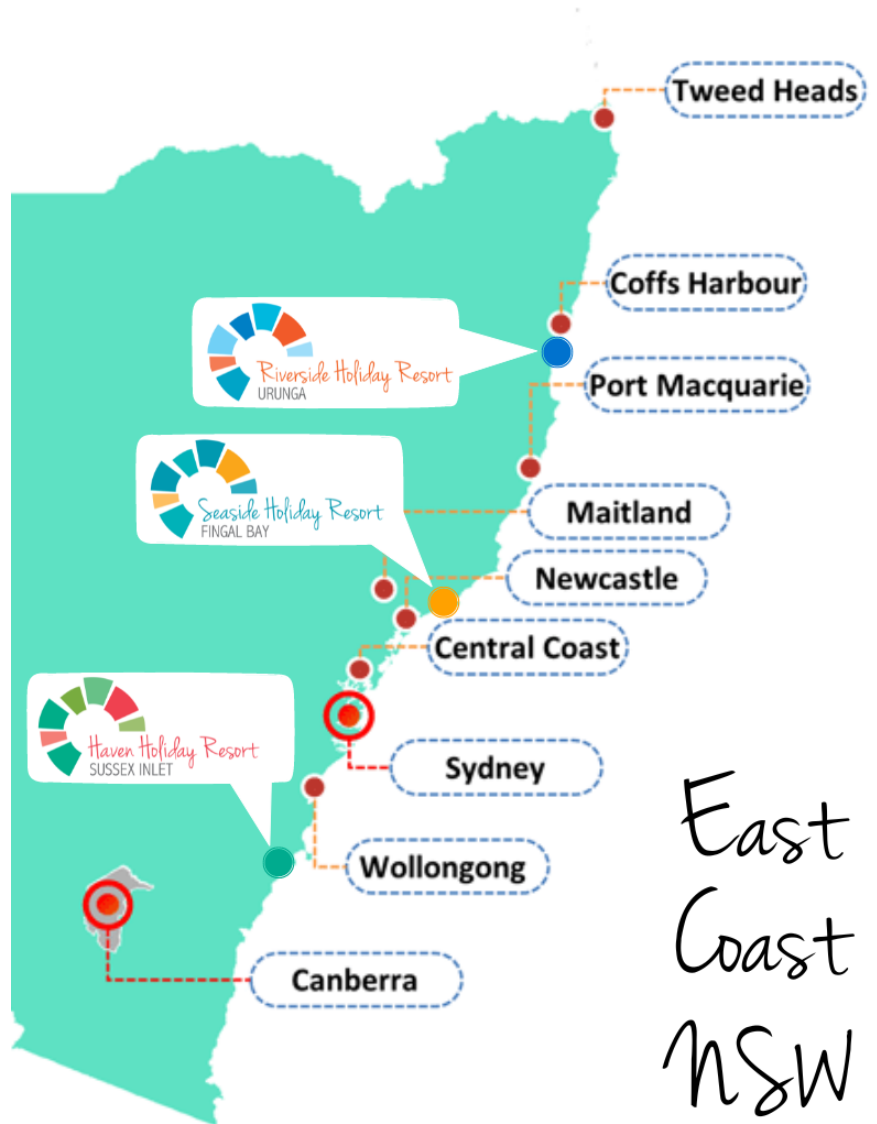 Tweed Heads
Coffs Harbour
Riverside Holiday Resort
URUNGA
Port Macquarie
Seaside Holiday Resort
FINGAL BAY
Maitland
Newcastle
Central Coast
Haven Holiday Resort
SUSSEX INLET
Sydney
Wollongong
Canberra
East
Coast
NSW